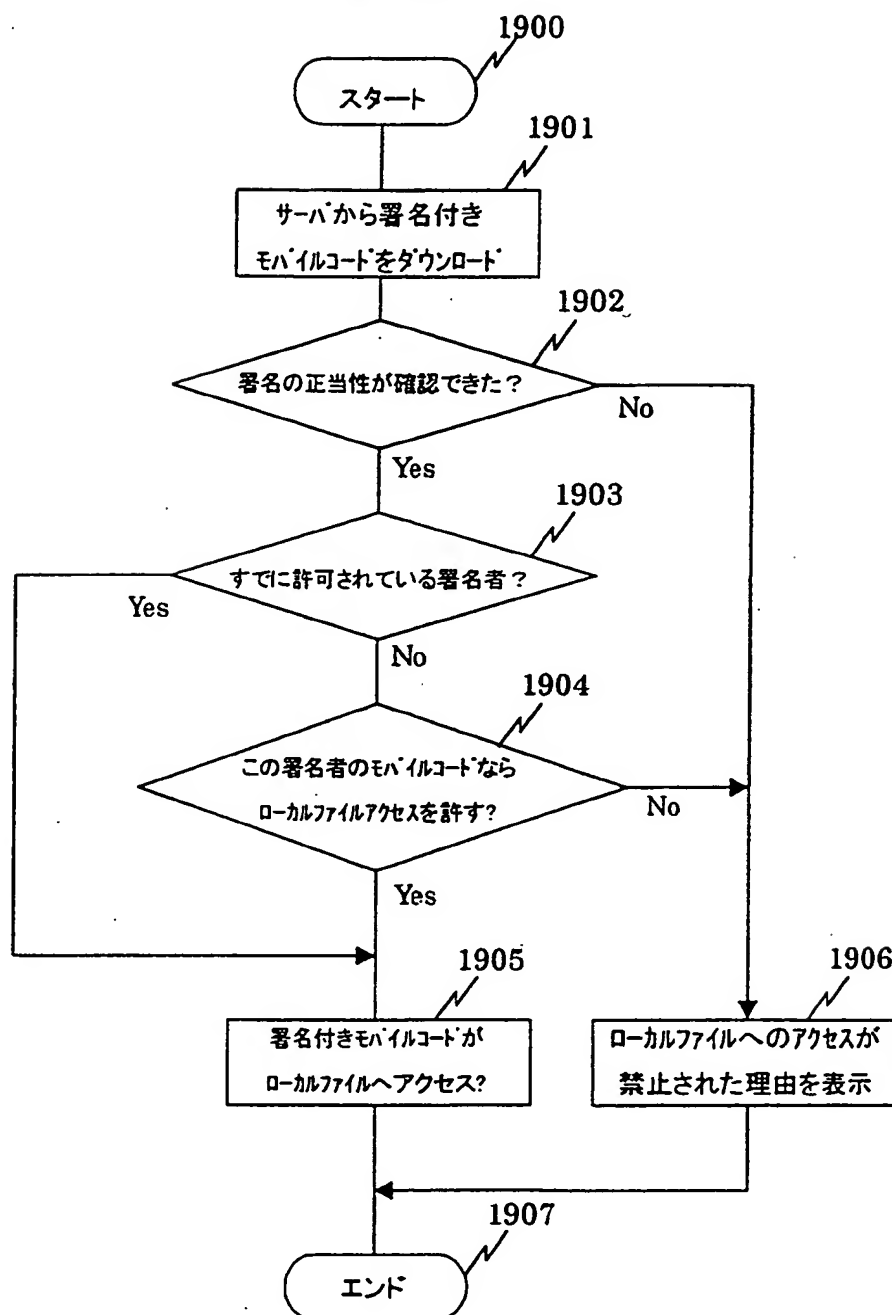 1900
スタート
1901
サーバから署名付き
モバイルコードをダウンロード
1902
署名の正当性が確認できた?
No
Yes
1903
すでに許可されている署名者?
Yes
No
1904
この署名者のモバイルコードなら
ローカルファイルアクセスを許す?
No
Yes
1905
署名付きモバイルコードが
ローカルファイルへアクセス?
1906
ローカルファイルへのアクセスが
禁止された理由を表示
1907
エンド